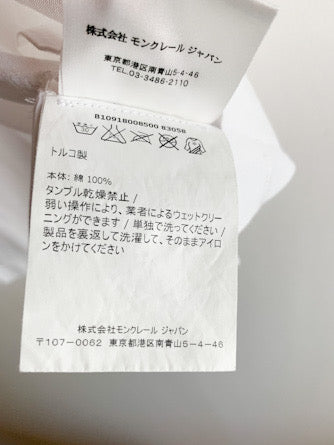 株式会社 モンクレール ジャパン
東京都港区南青山5-4-46
TEL.03-3486-2110
810918008500 83058
トルコ製
本体: 綿 100%
タンブル乾燥禁止 /
弱い操作により、業者によるウェットクリー
ニングができます / 単独で洗ってください /
製品を裏返して洗濯して、そのままアイロ
ンをかけてください
株式会社モンクレール ジャパン
〒107-0062 東京都港区南青山5-4-46